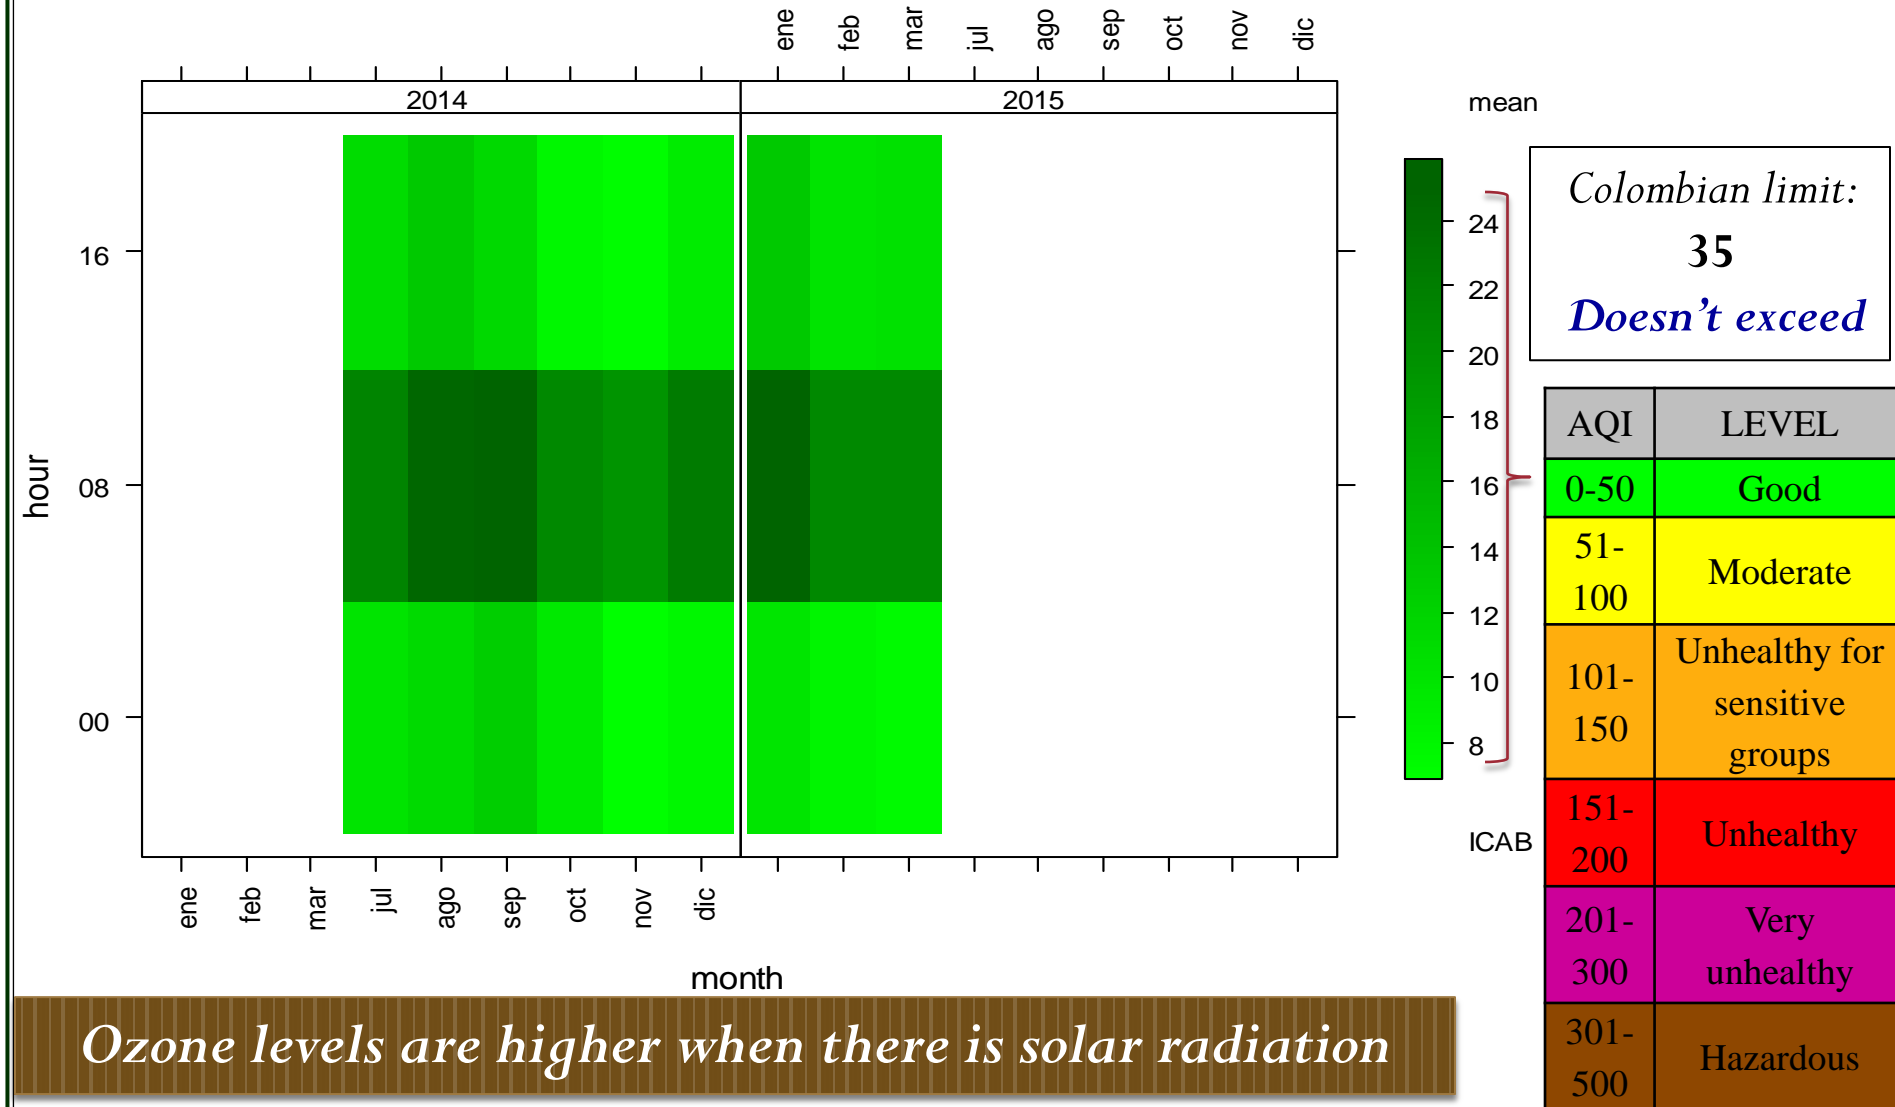 ene feb mar jul ago sep oct nov dic
2014 2015
mean
24
22
20
18
16
14
12
10
8
ICAB
hour
16
08
00
ene feb mar jul ago sep oct nov dic
month
Colombian limit:
35
Doesn't exceed
AQI LEVEL
0-50 Good
51-
100
Moderate
101-
150
Unhealthy for
sensitive
groups
151-
200
Unhealthy
201-
300
Very
unhealthy
301-
500
Hazardous
Ozone levels are higher when there is solar radiation